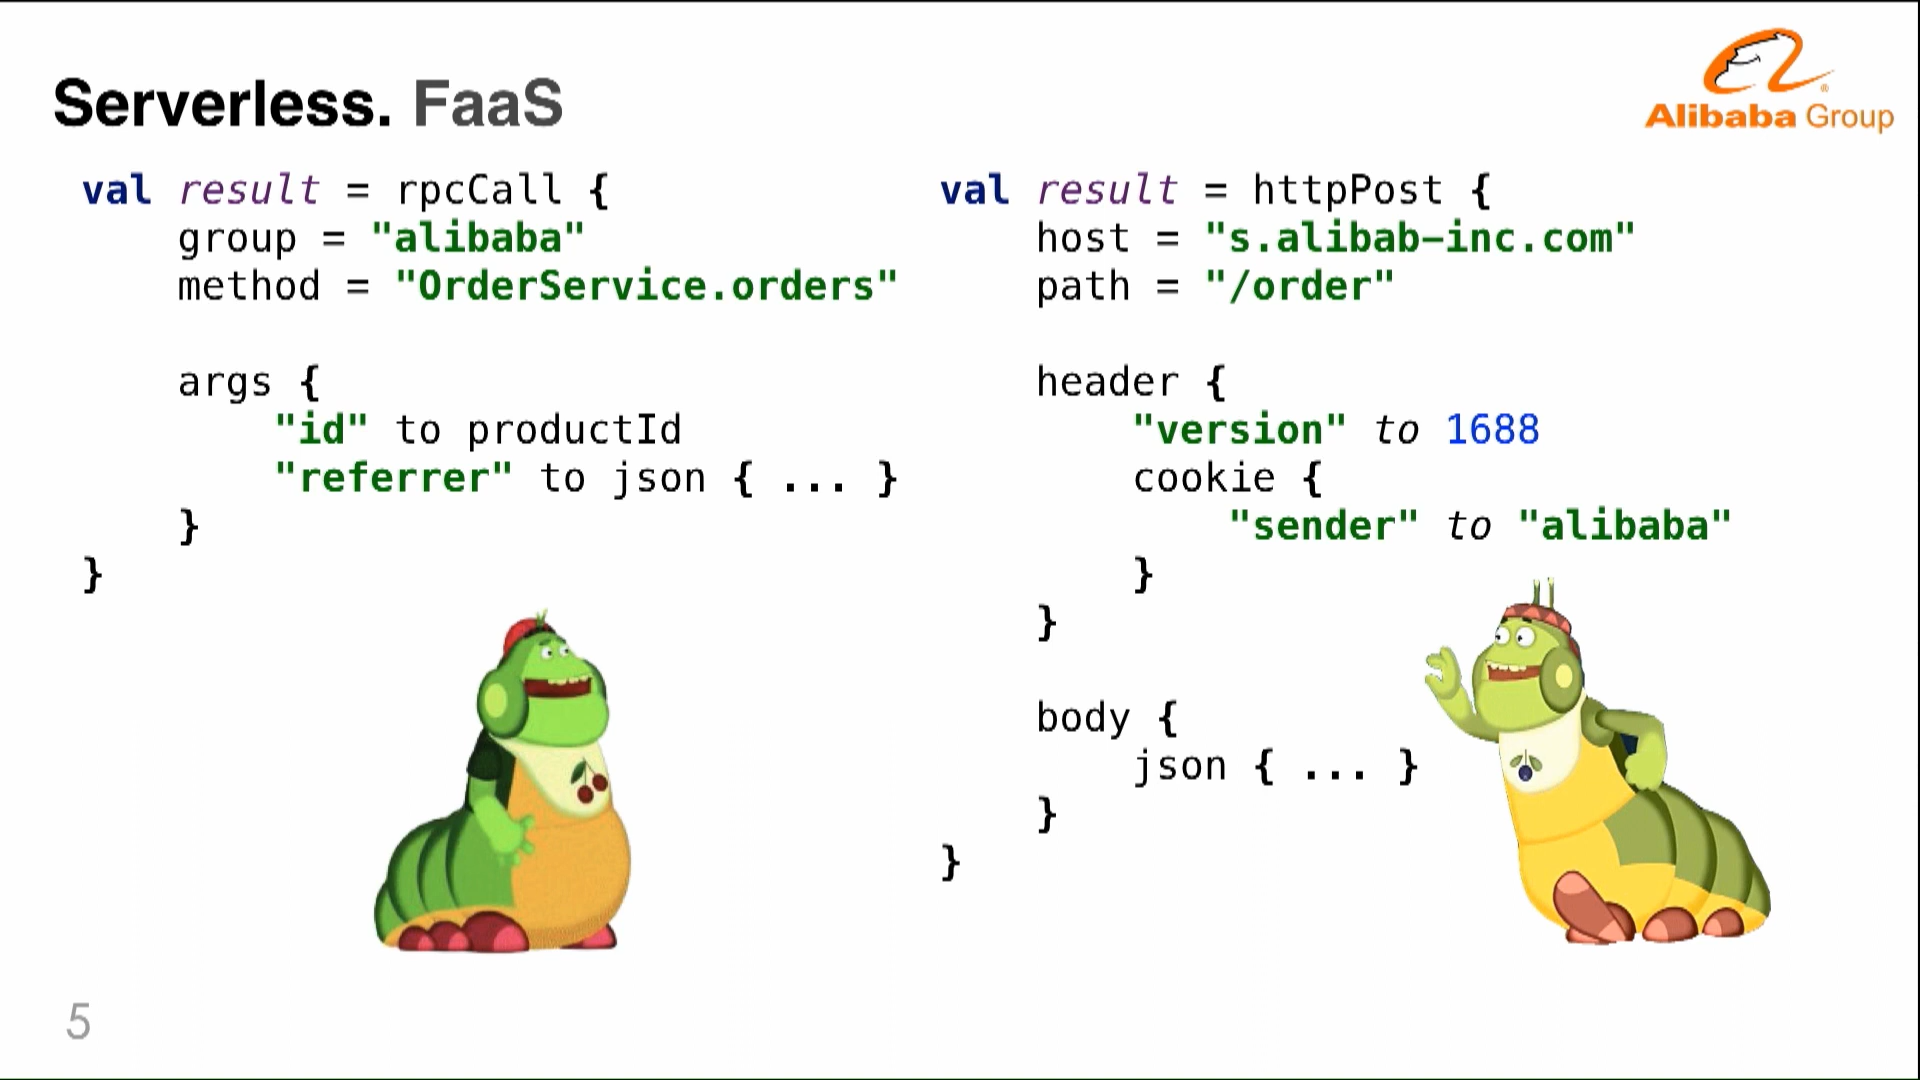 Serverless. FaaS
Alibaba Group
val result = rpcCall {
group = "alibaba"
method = "OrderService.orders"
args {
"id" to productId
"referrer" to json { ... }
}
}
val result = httpPost {
host = "s.alibab-inc.com"
path = "/order"
header {
"version" to 1688
cookie {
"sender" to "alibaba"
}
}
body {
json { ... }
}
}
5